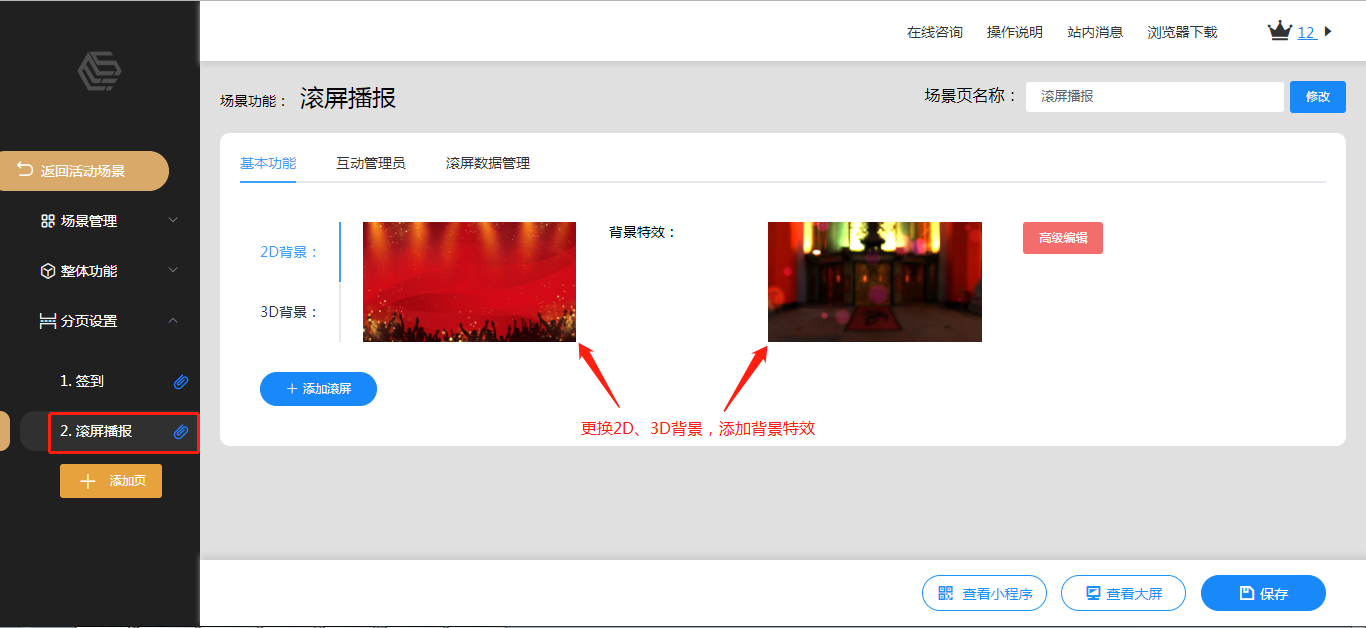 在线咨询 操作说明 站内消息 浏览器下载 12
场景功能： 滚屏播报
场景页名称： 滚屏播报 修改
返回活动场景
场景管理
整体功能
分页设置
1. 签到
2. 滚屏播报
添加页
基本功能 互动管理员 滚屏数据管理
2D背景：
3D背景：
背景特效：
高级编辑
添加滚屏
更换2D、3D背景，添加背景特效
查看小程序 查看大屏 保存